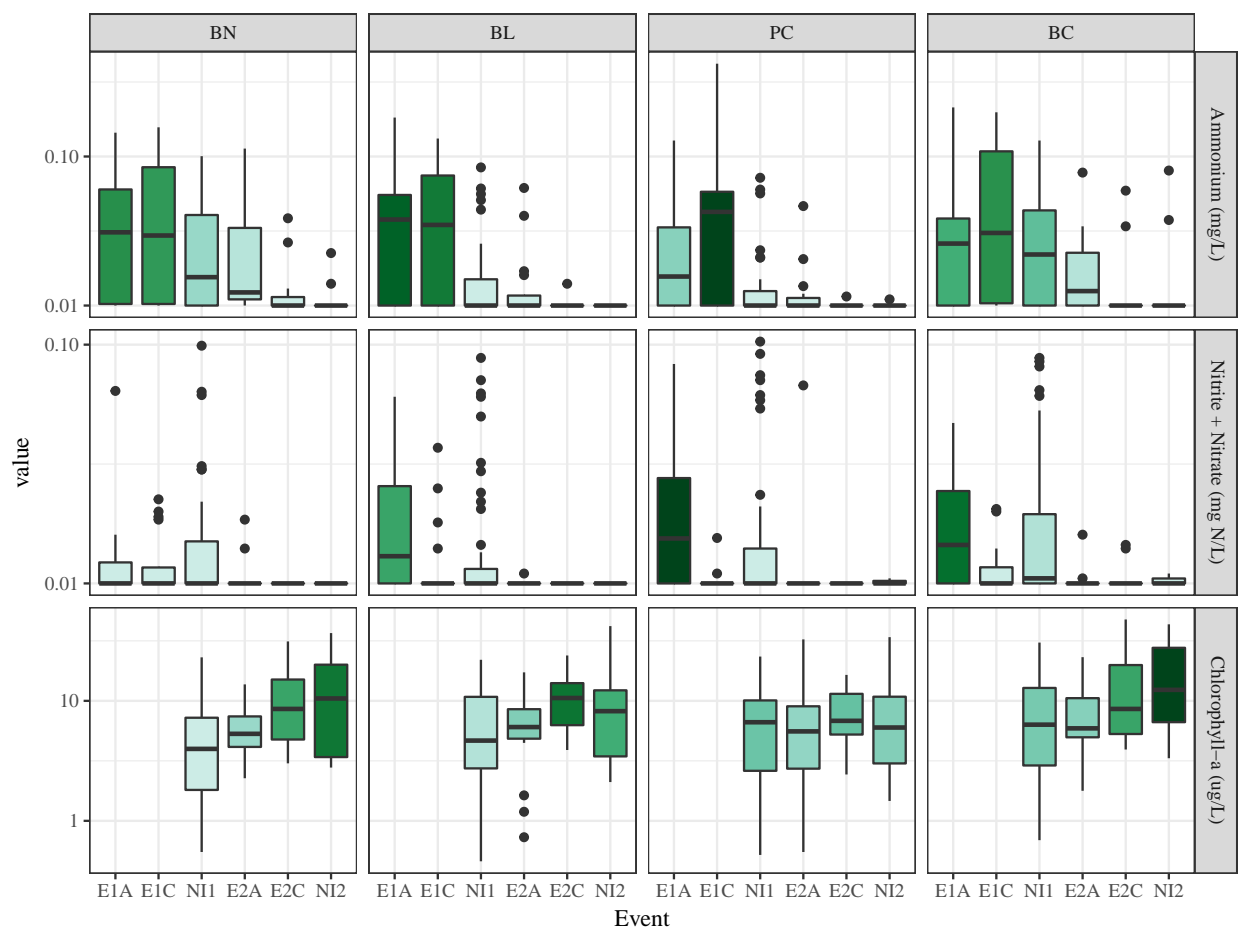 BN BL PC BC
0.10
0.01
Ammonium (mg/L)
0.10
0.01
Nitrite + Nitrate (mg N/L)
10
1
Chlorophyll−a (ug/L)
value
E1A E1C NI1 E2A E2C NI2 E1A E1C NI1 E2A E2C NI2 E1A E1C NI1 E2A E2C NI2 E1A E1C NI1 E2A E2C NI2
Event